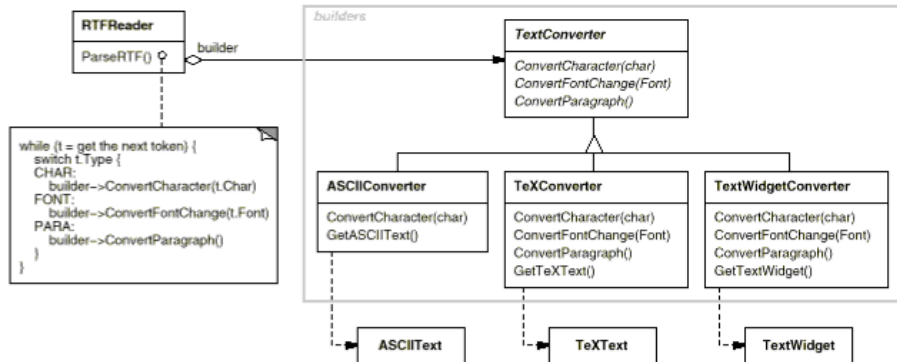 builders
RTFReader
ParseRTF()
builder
TextConverter
ConvertCharacter(char)
ConvertFontChange(Font)
ConvertParagraph()
while (t = get the next token) {
switch t.Type {
CHAR:
builder->ConvertCharacter(t.Char)
FONT:
builder->ConvertFontChange(t.Font)
PARA:
builder->ConvertParagraph()
}
}
ASCIIConverter
ConvertCharacter(char)
GetASCIIText()
TeXConverter
ConvertCharacter(char)
ConvertFontChange(Font)
ConvertParagraph()
GetTeXText()
TextWidgetConverter
ConvertCharacter(char)
ConvertFontChange(Font)
ConvertParagraph()
GetTextWidget()
ASCIIText
TeXText
TextWidget